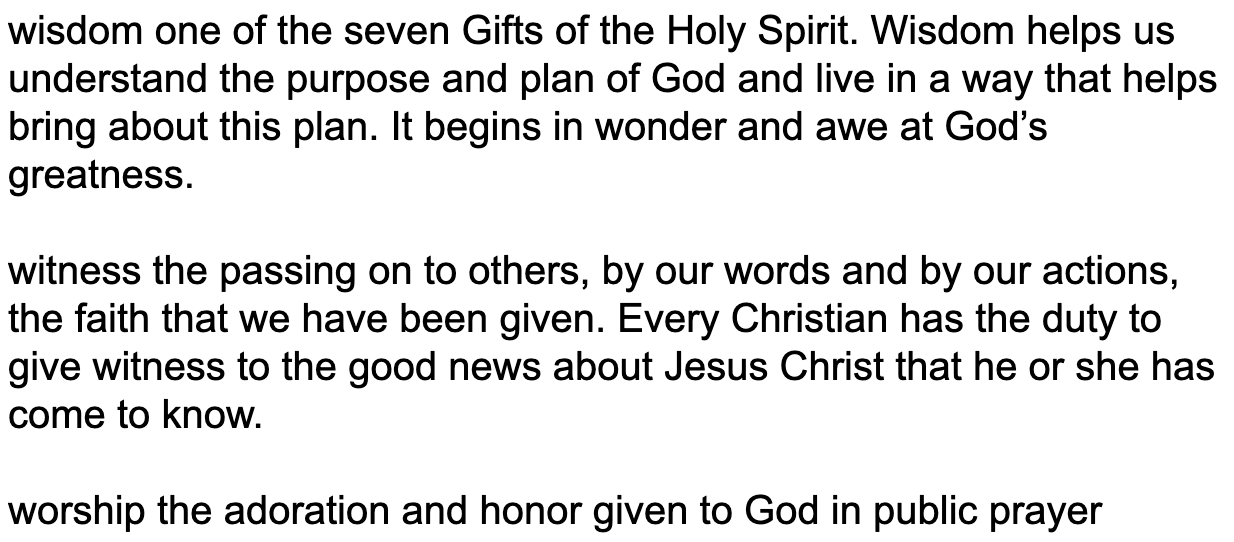 wisdom one of the seven Gifts of the Holy Spirit. Wisdom helps us
understand the purpose and plan of God and live in a way that helps
bring about this plan. It begins in wonder and awe at God’s
greatness.
witness the passing on to others, by our words and by our actions,
the faith that we have been given. Every Christian has the duty to
give witness to the good news about Jesus Christ that he or she has
come to know.
worship the adoration and honor given to God in public prayer